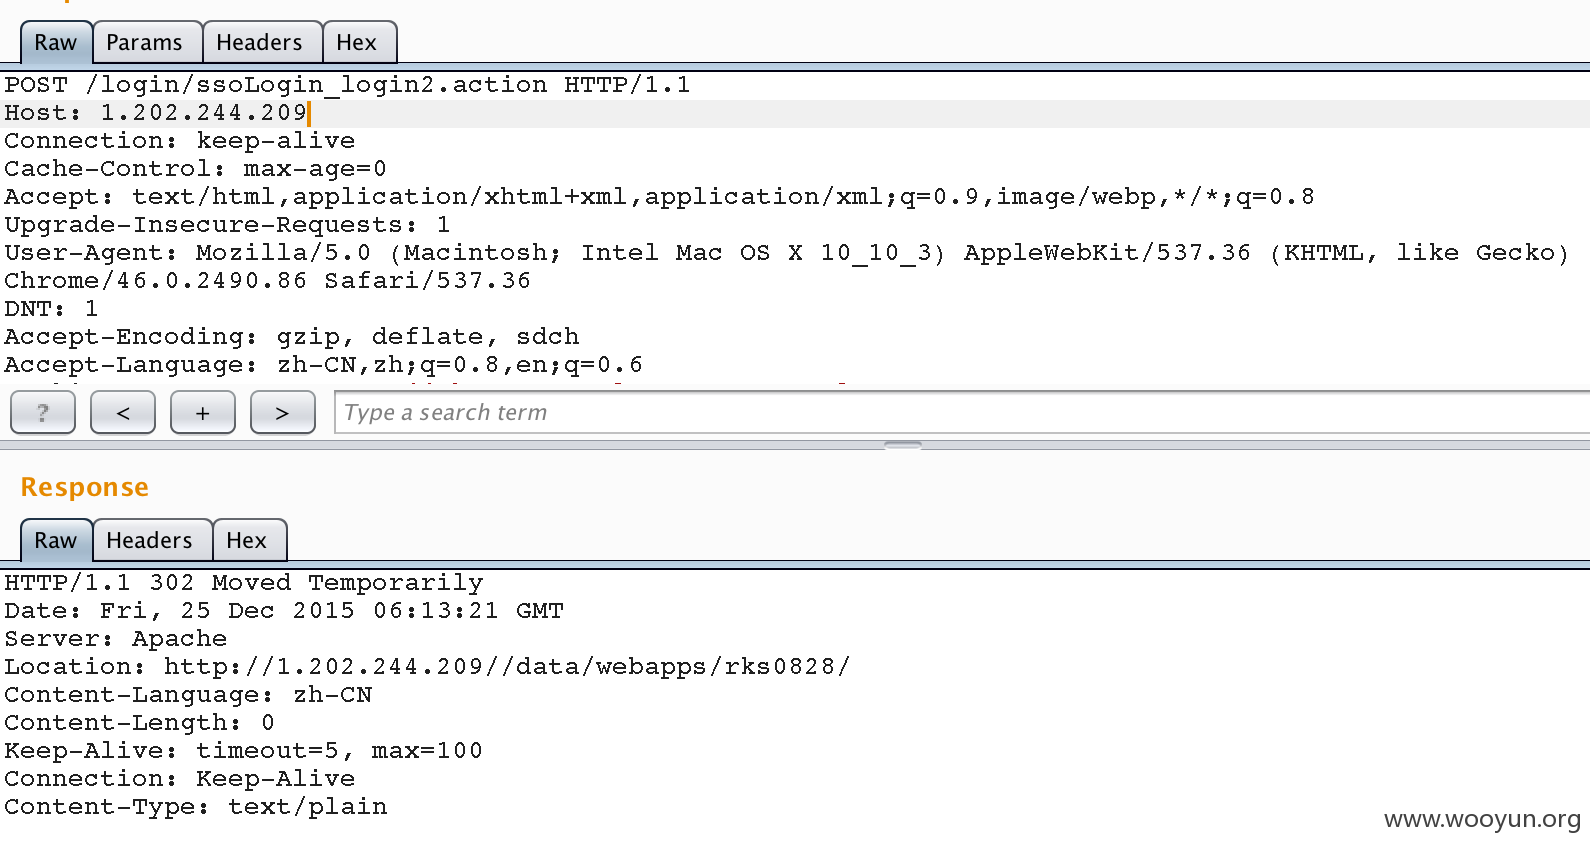 Raw Params Headers Hex
POST /login/ssoLogin_login2.action HTTP/1.1
Host: 1.202.244.209
Connection: keep-alive
Cache-Control: max-age=0
Accept: text/html,application/xhtml+xml,application/xml;q=0.9,image/webp,*/*;q=0.8
Upgrade-Insecure-Requests: 1
User-Agent: Mozilla/5.0 (Macintosh; Intel Mac OS X 10_10_3) AppleWebKit/537.36 (KHTML, like Gecko)
Chrome/46.0.2490.86 Safari/537.36
DNT: 1
Accept-Encoding: gzip, deflate, sdch
Accept-Language: zh-CN,zh;q=0.8,en;q=0.6
? < + > Type a search term
Response
Raw Headers Hex
HTTP/1.1 302 Moved Temporarily
Date: Fri, 25 Dec 2015 06:13:21 GMT
Server: Apache
Location: http://1.202.244.209//data/webapps/rks0828/
Content-Language: zh-CN
Content-Length: 0
Keep-Alive: timeout=5, max=100
Connection: Keep-Alive
Content-Type: text/plain
www.wooyun.org